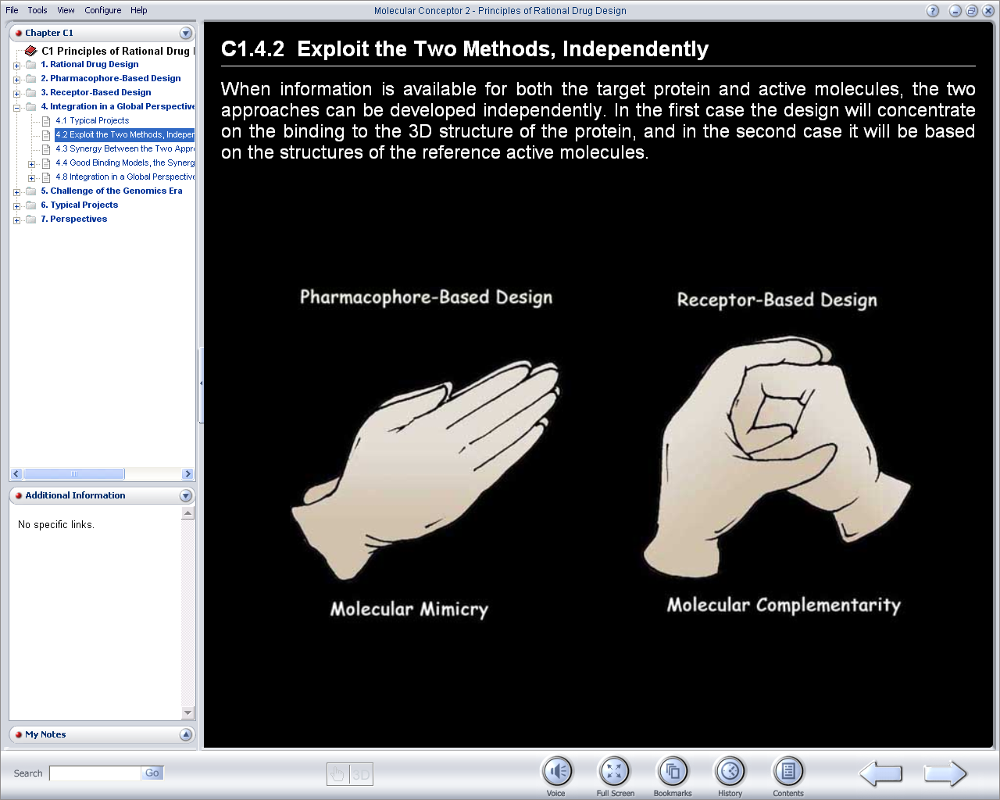 File Tools View Configure Help
Molecular Conceptor 2 - Principles of Rational Drug Design
Chapter C1
C1 Principles of Rational Drug
1. Rational Drug Design
2. Pharmacophore-Based Design
3. Receptor-Based Design
4. Integration in a Global Perspective
4.1 Typical Projects
4.2 Exploit the Two Methods, Indepen
4.3 Synergy Between the Two Appr
4.4 Good Binding Models, the Synerg
4.8 Integration in a Global Perspective
5. Challenge of the Genomics Era
6. Typical Projects
7. Perspectives
Additional Information
No specific links.
My Notes
C1.4.2 Exploit the Two Methods, Independently
When information is available for both the target protein and active molecules, the two
approaches can be developed independently. In the first case the design will concentrate
on the binding to the 3D structure of the protein, and in the second case it will be based
on the structures of the reference active molecules.
Pharmacophore-Based Design
Receptor-Based Design
Molecular Mimicry
Molecular Complementarity
Search
Go
3D
Voice
Full Screen
Bookmarks
History
Contents